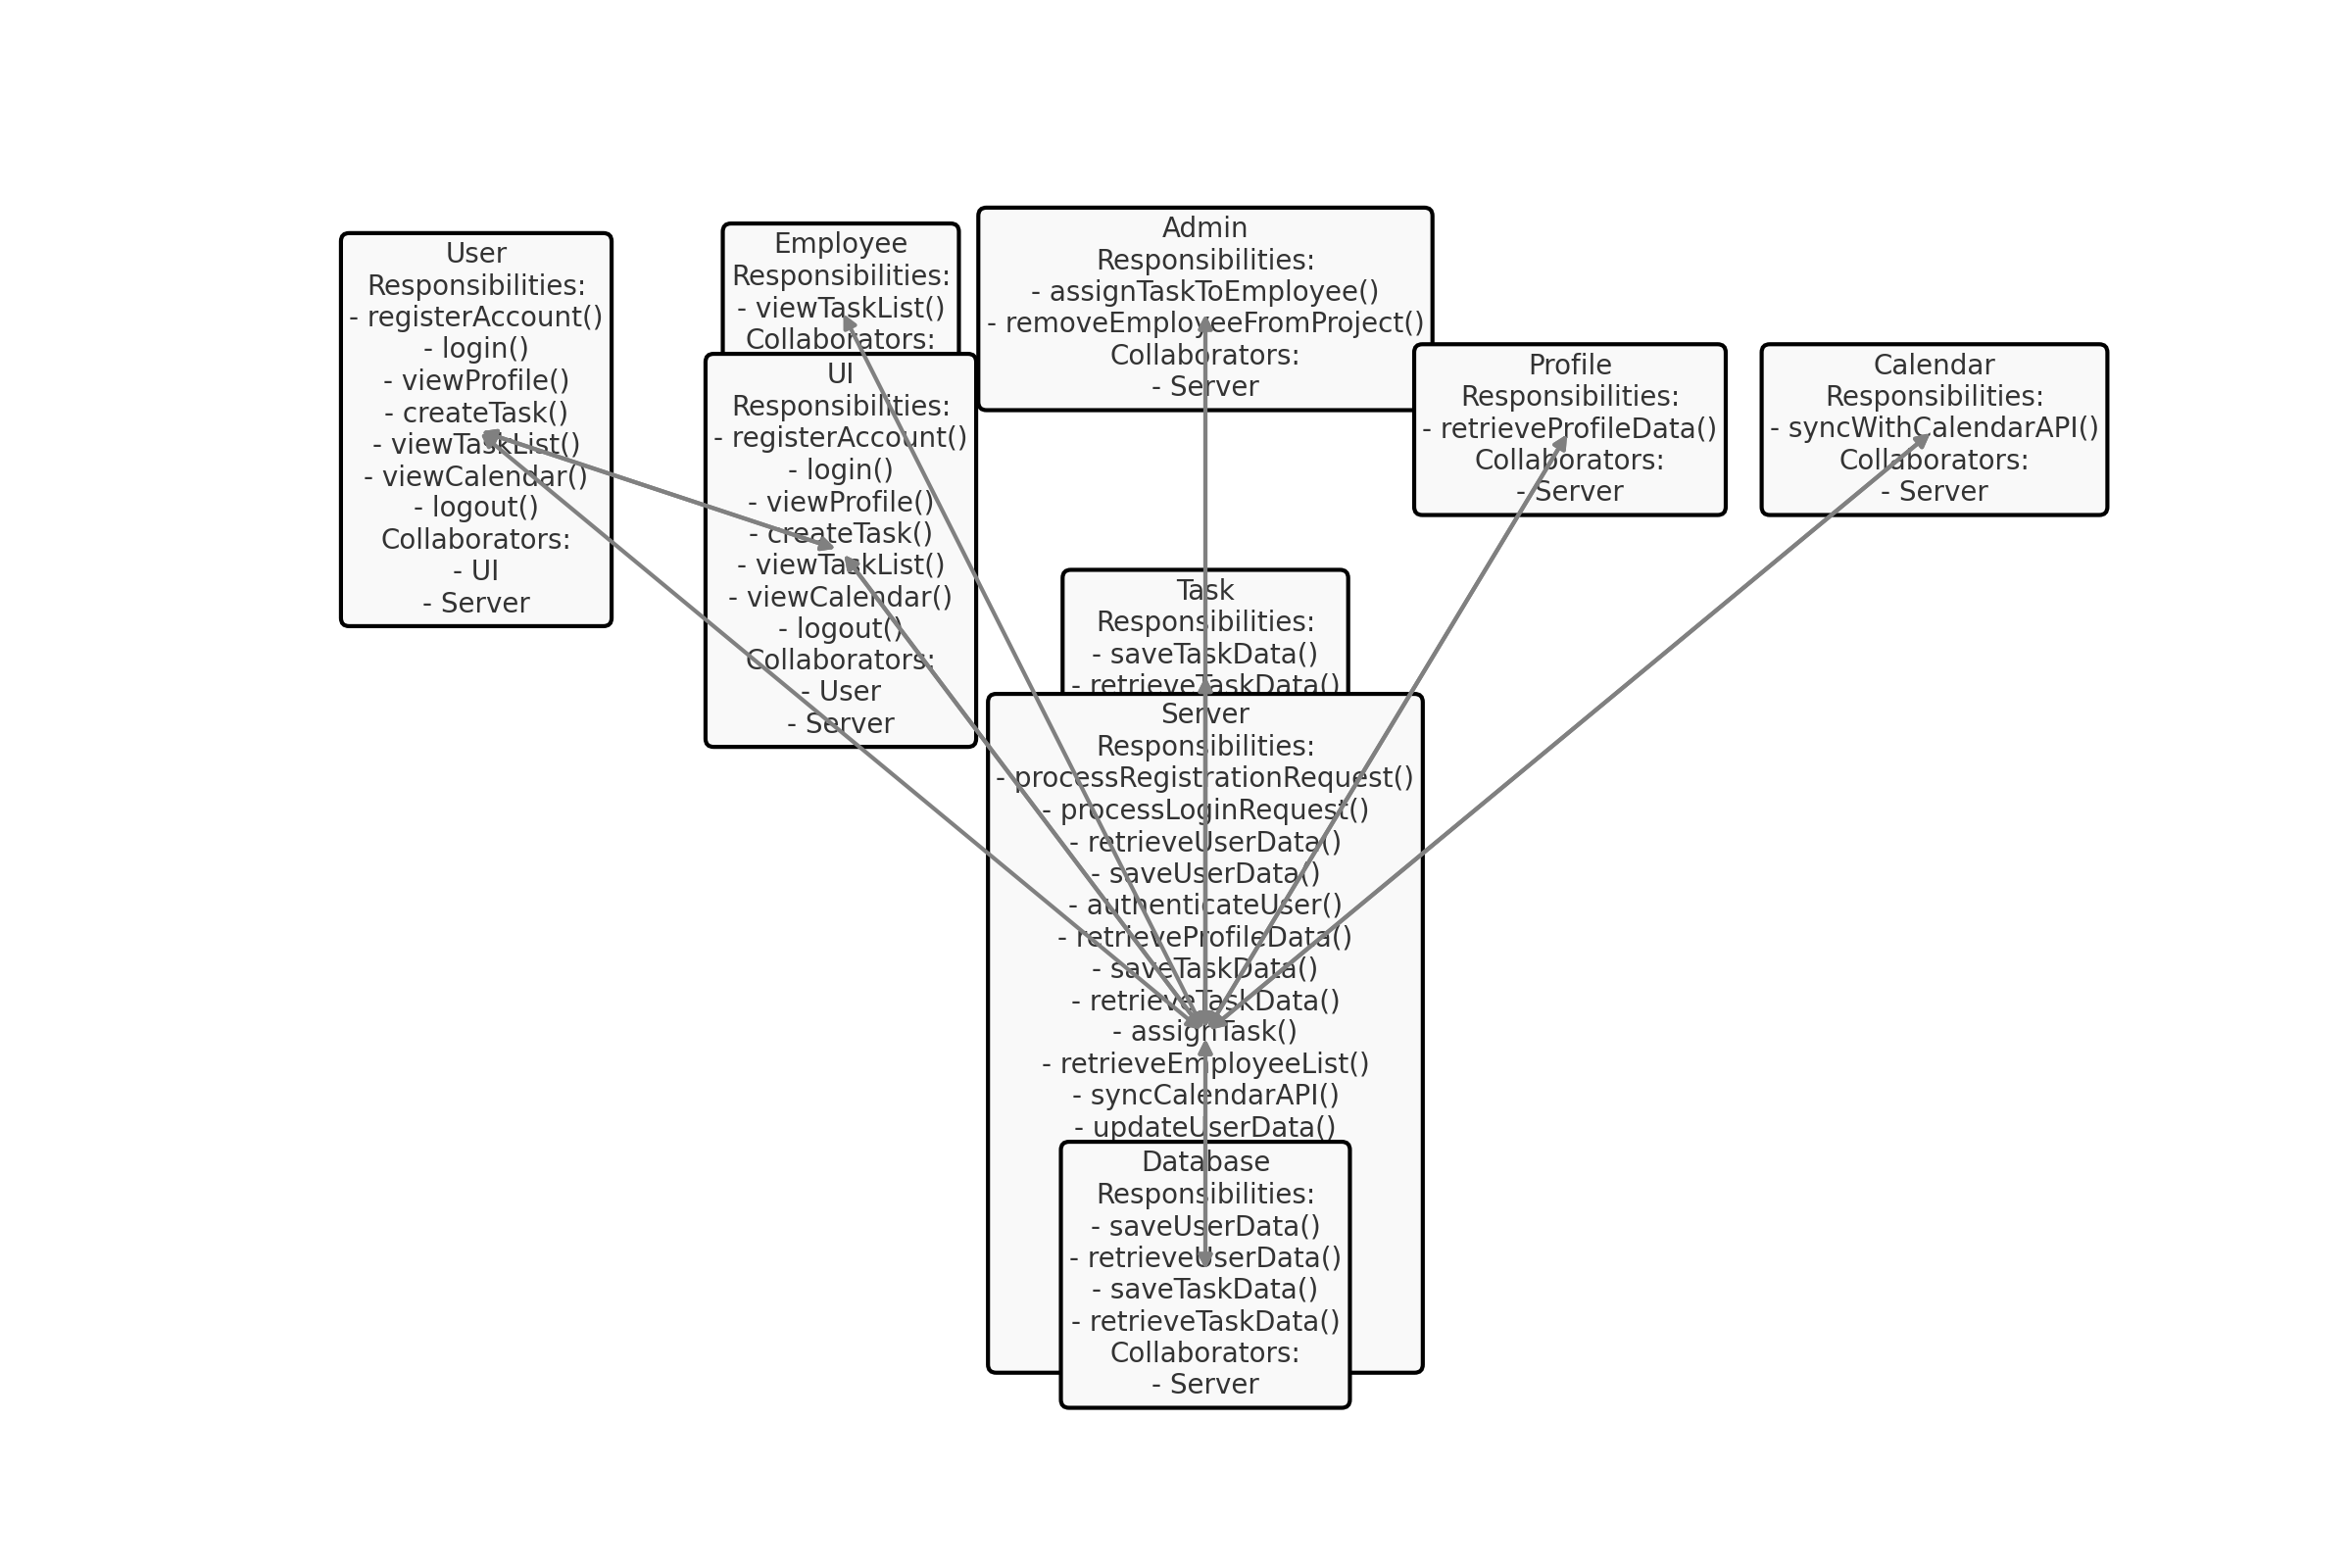 User
Responsibilities:
- registerAccount()
- login()
- viewProfile()
- createTask()
- viewTaskList()
- viewCalendar()
- logout()
Collaborators:
- UI
- Server
Employee
Responsibilities:
- viewTaskList()
Collaborators:
UI
Responsibilities:
- registerAccount()
- login()
- viewProfile()
- createTask()
- viewTaskList()
- viewCalendar()
- logout()
Collaborators:
- User
- Server
Admin
Responsibilities:
- assignTaskToEmployee()
- removeEmployeeFromProject()
Collaborators:
- Server
Profile
Responsibilities:
- retrieveProfileData()
Collaborators:
- Server
Calendar
Responsibilities:
- syncWithCalendarAPI()
Collaborators:
- Server
Task
Responsibilities:
- saveTaskData()
- retrieveTaskData()
Server
Responsibilities:
- processRegistrationRequest()
- processLoginRequest()
- retrieveUserData()
- saveUserData()
- authenticateUser()
- retrieveProfileData()
- saveTaskData()
- retrieveTaskData()
- assignTask()
- retrieveEmployeeList()
- syncCalendarAPI()
- updateUserData()
Database
Responsibilities:
- saveUserData()
- retrieveUserData()
- saveTaskData()
- retrieveTaskData()
Collaborators:
- Server